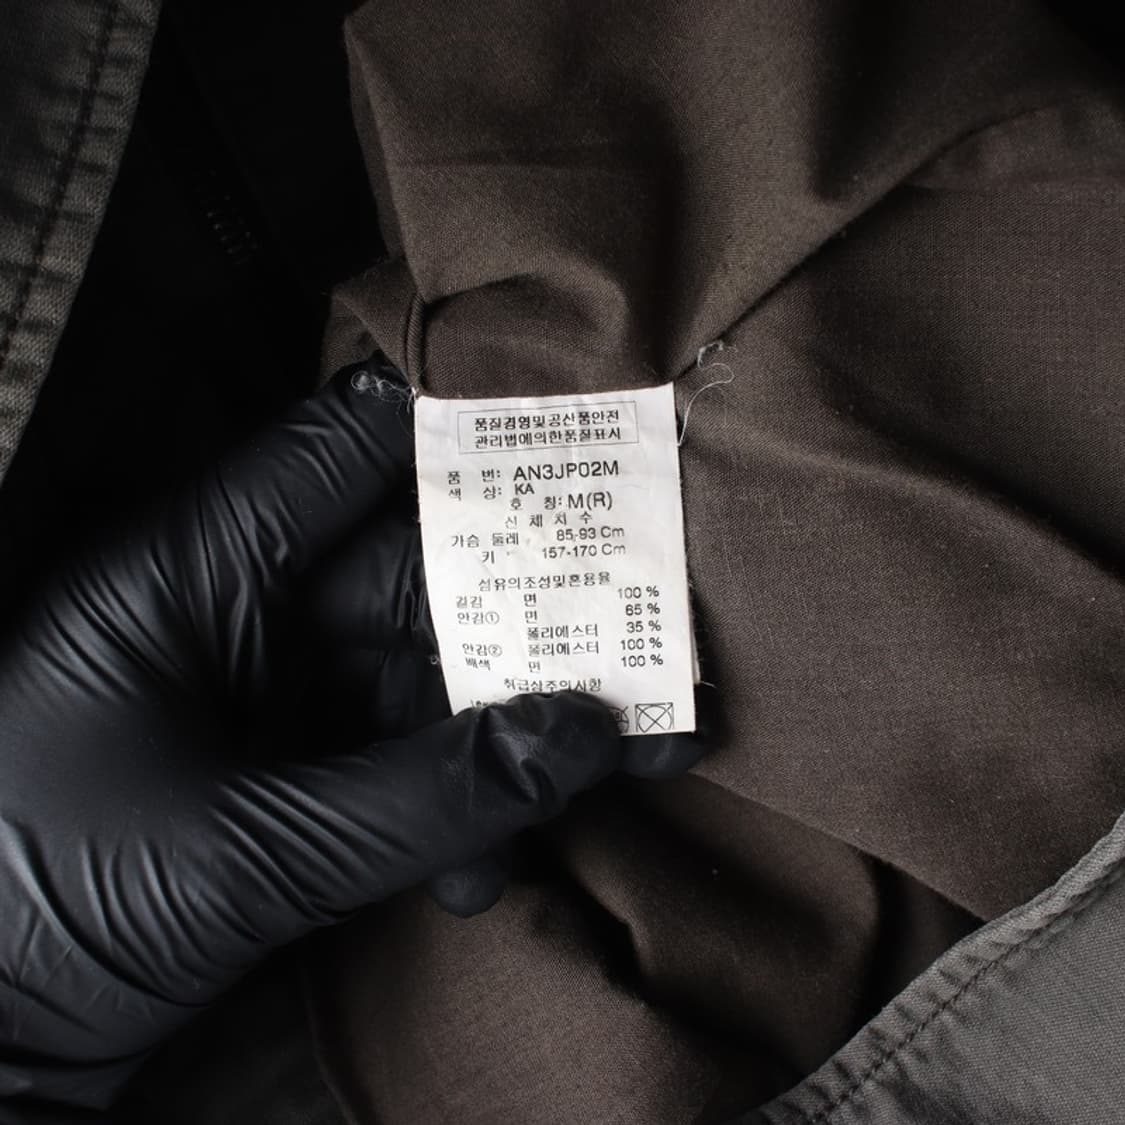 품질경영및공산품안전
관리법에의한품질표시
품 번: AN3JP02M
색 상: KA
호 칭: M(R)
신 체 치 수
가슴 둘레 85-93 Cm
키 157-170 Cm
섬유의조성및혼용율
겉감 면 100 %
안감① 면 65 %
폴리에스터 35 %
안감② 폴리에스터 100 %
배색 면 100 %
취급상주의사항